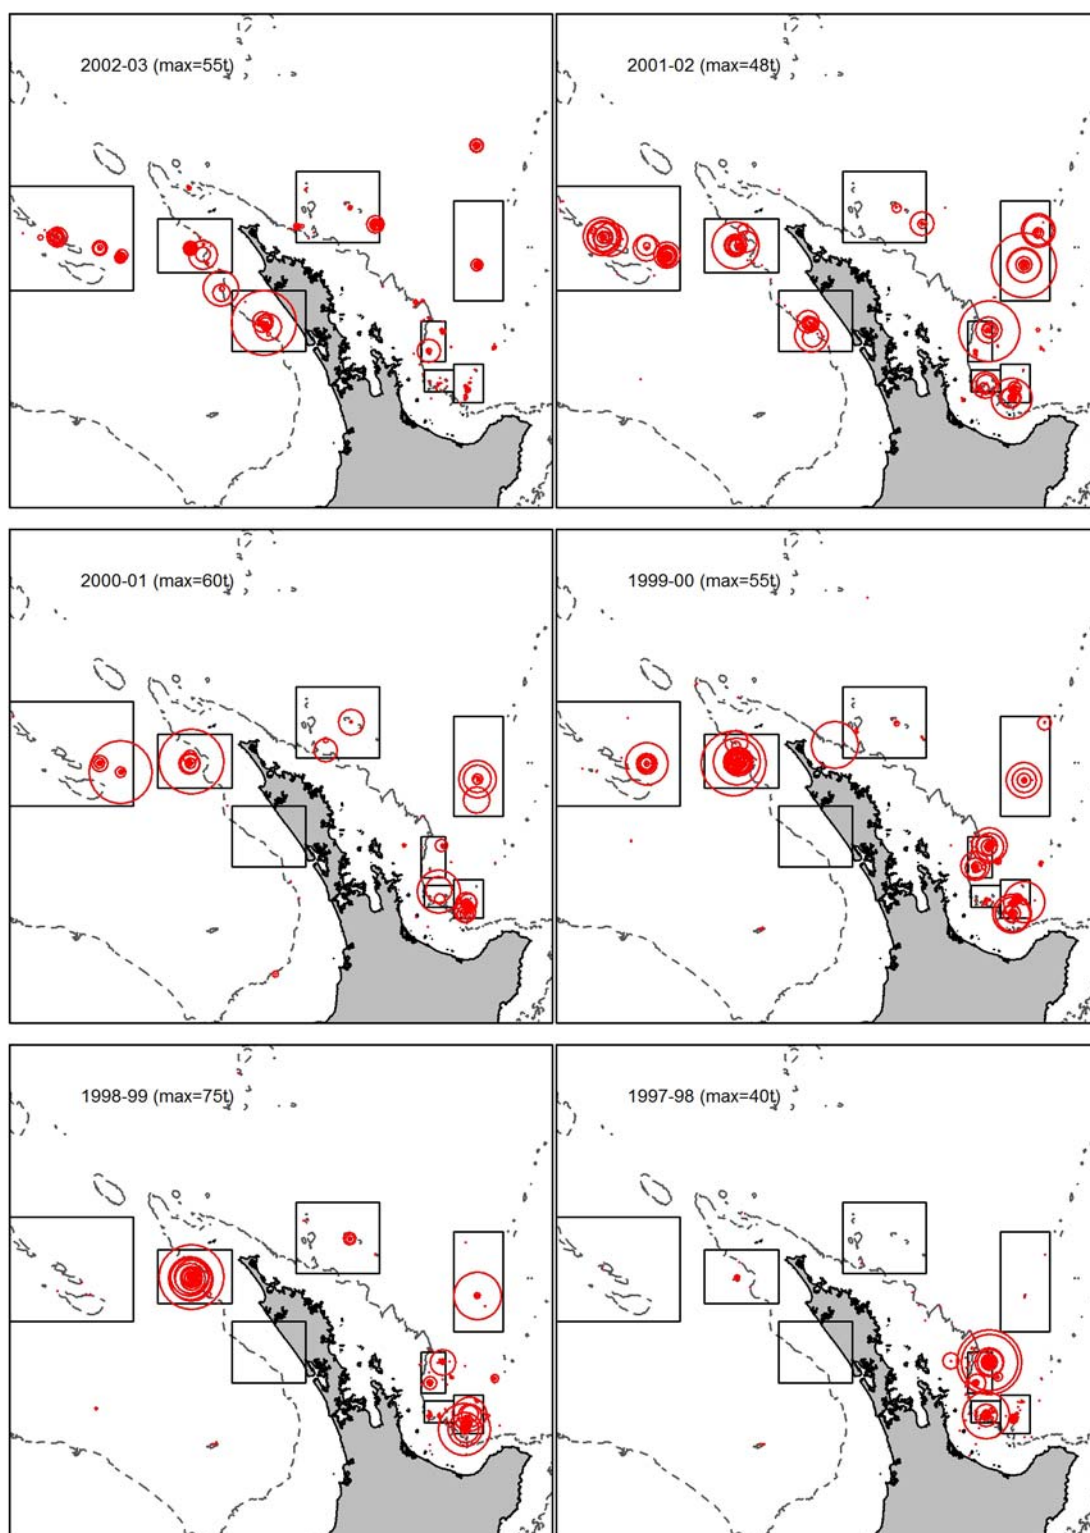 2002-03 (max=55t)
2001-02 (max=48t)
2000-01 (max=60t)
1999-00 (max=55t)
1998-99 (max=75t)
1997-98 (max=40t)